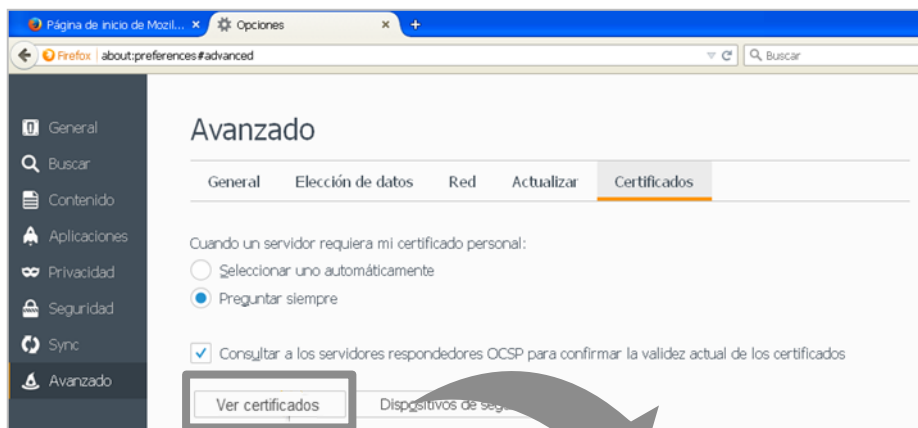 Página de inicio de Mozil...
Opciones
Firefox about:preferences#advanced
Buscar
General
Buscar
Contenido
Aplicaciones
Privacidad
Seguridad
Sync
Avanzado
Avanzado
General Elección de datos Red Actualizar Certificados
Cuando un servidor requiera mi certificado personal:
Seleccionar uno automáticamente
Preguntar siempre
Consultar a los servidores respondedores OCSP para confirmar la validez actual de los certificados
Ver certificados
Dispositivos de